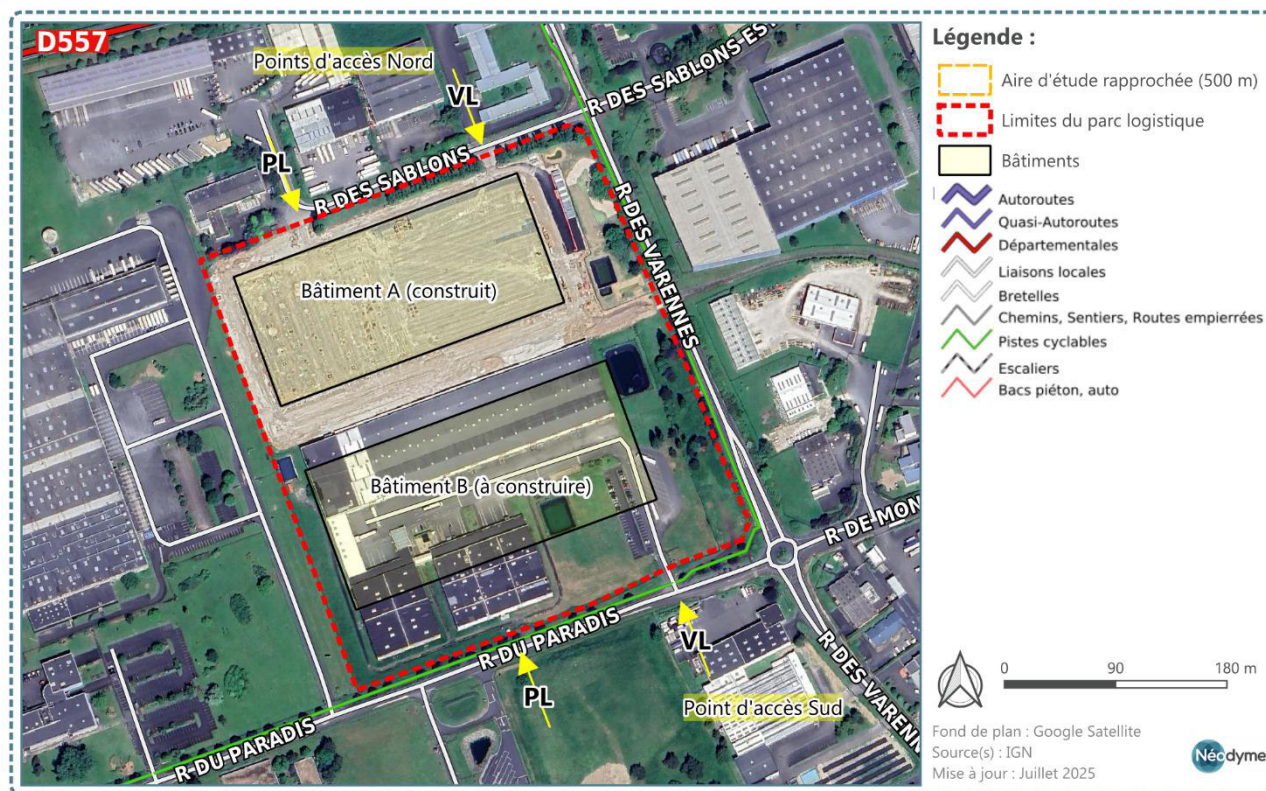 D557
Points d'accès Nord
VL
PL
R DES SABLONS
R DES SABLONS ES
R DES VARENNES
Bâtiment A (construit)
Bâtiment B (à construire)
R DE MON
R DU PARADIS
VL
PL
Point d'accès Sud
R DES VARENN
R DU PARADIS
Légende :
Aire d'étude rapprochée (500 m)
Limites du parc logistique
Bâtiments
Autoroutes
Quasi-Autoroutes
Départementales
Liaisons locales
Bretelles
Chemins, Sentiers, Routes empierrées
Pistes cyclables
Escaliers
Bacs piéton, auto
0 90 180 m
Fond de plan : Google Satellite
Source(s) : IGN
Mise à jour : Juillet 2025
Néodyme